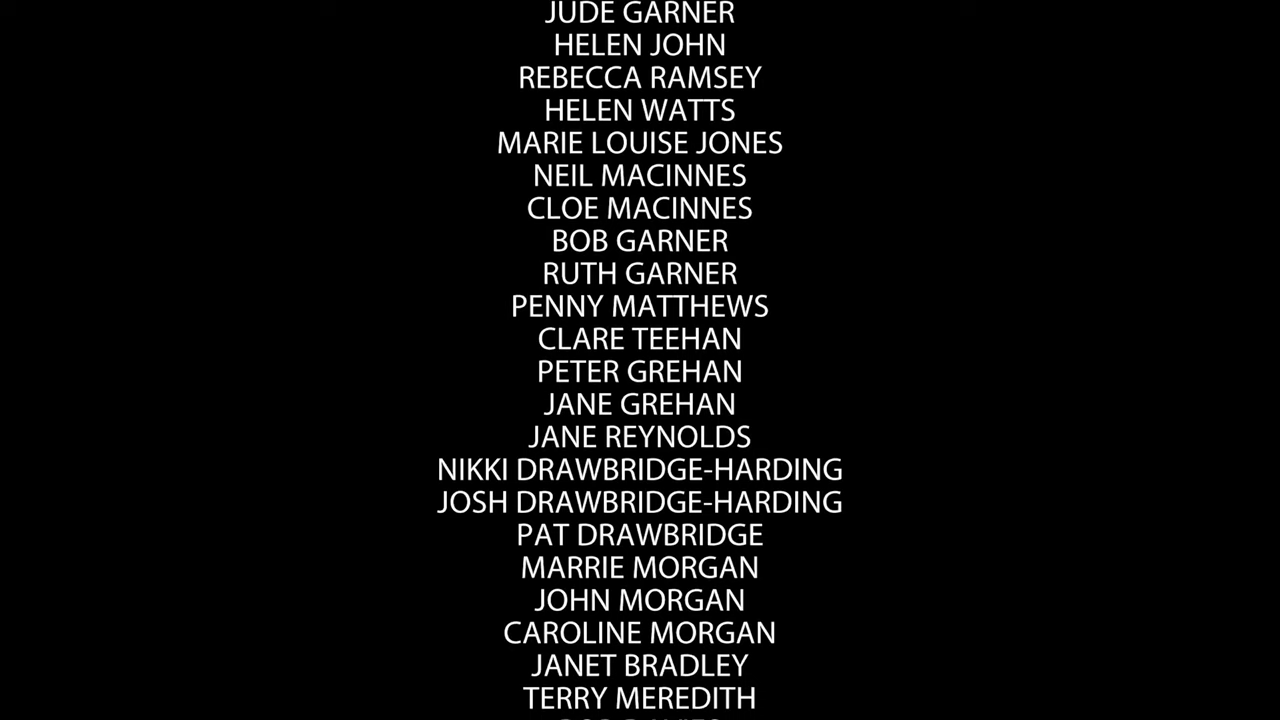 JUDE GARNER
HELEN JOHN
REBECCA RAMSEY
HELEN WATTS
MARIE LOUISE JONES
NEIL MACINNES
CLOE MACINNES
BOB GARNER
RUTH GARNER
PENNY MATTHEWS
CLARE TEEHAN
PETER GREHAN
JANE GREHAN
JANE REYNOLDS
NIKKI DRAWBRIDGE-HARDING
JOSH DRAWBRIDGE-HARDING
PAT DRAWBRIDGE
MARRIE MORGAN
JOHN MORGAN
CAROLINE MORGAN
JANET BRADLEY
TERRY MEREDITH